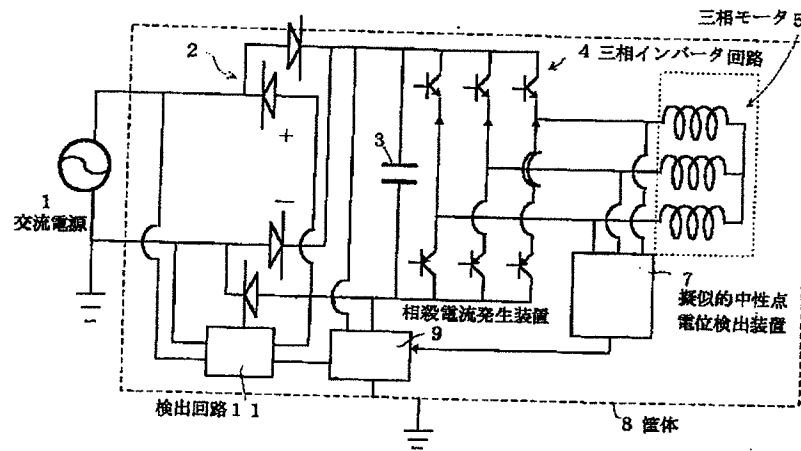 三相モータ 5
2
4 三相インバータ回路
+
3
1
交流電源
−
相殺電流発生装置
7
擬似的中性点
電位検出装置
9
検出回路11
8 筐体